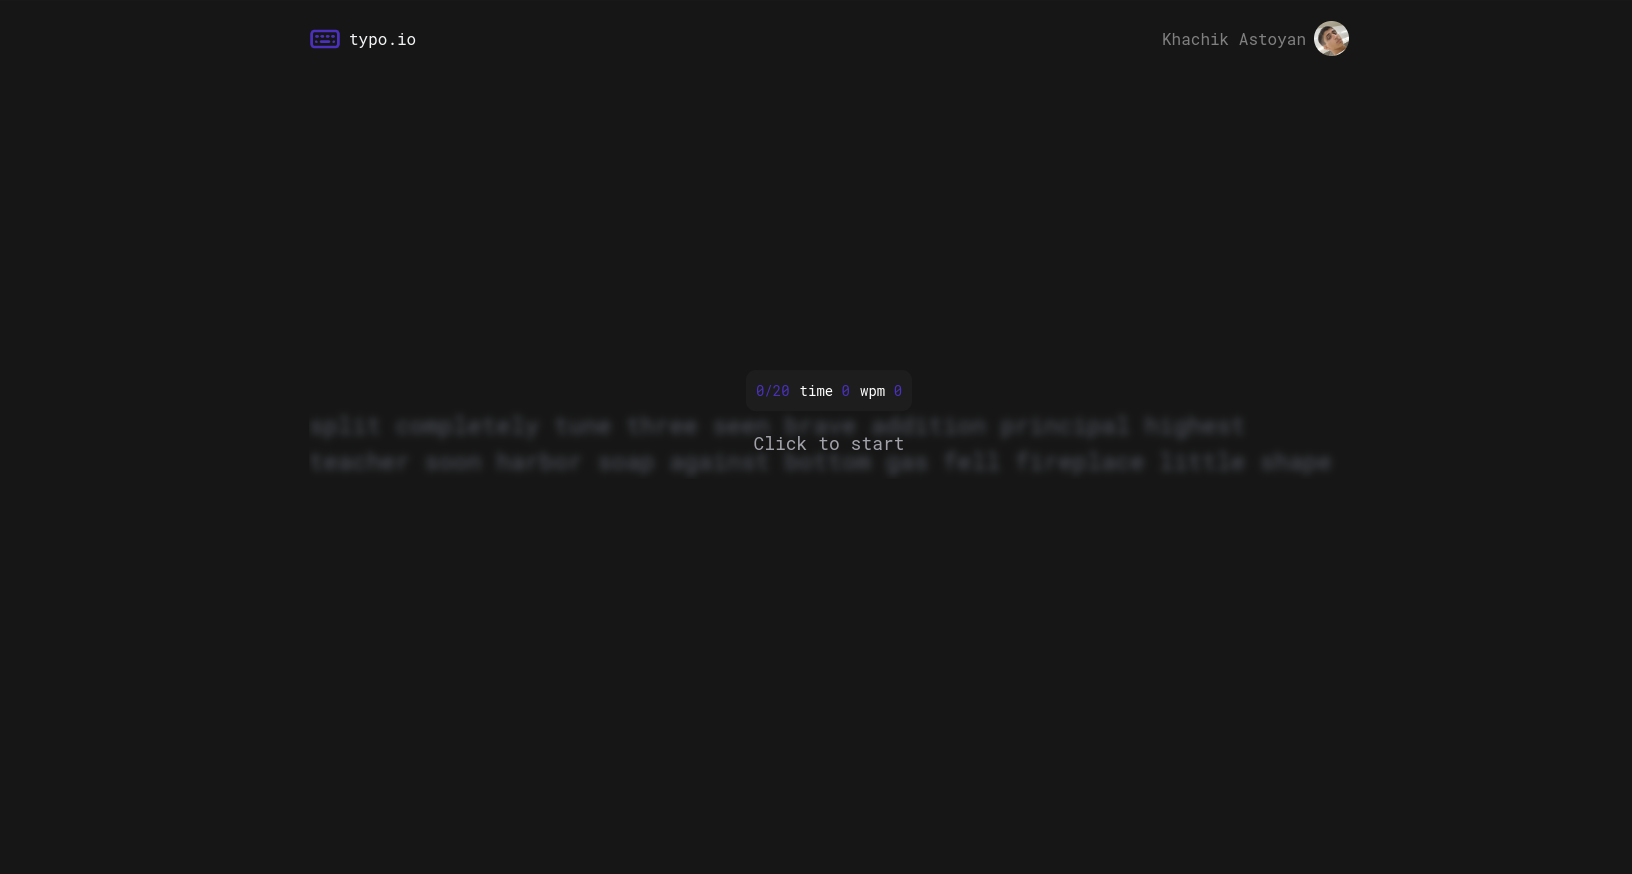 typo.io
Khachik Astoyan
0/20 time 0 wpm 0
split completely tune three seen brave addition principal highest
Click to start
teacher soon harbor soap against bottom gas fell fireplace little shape